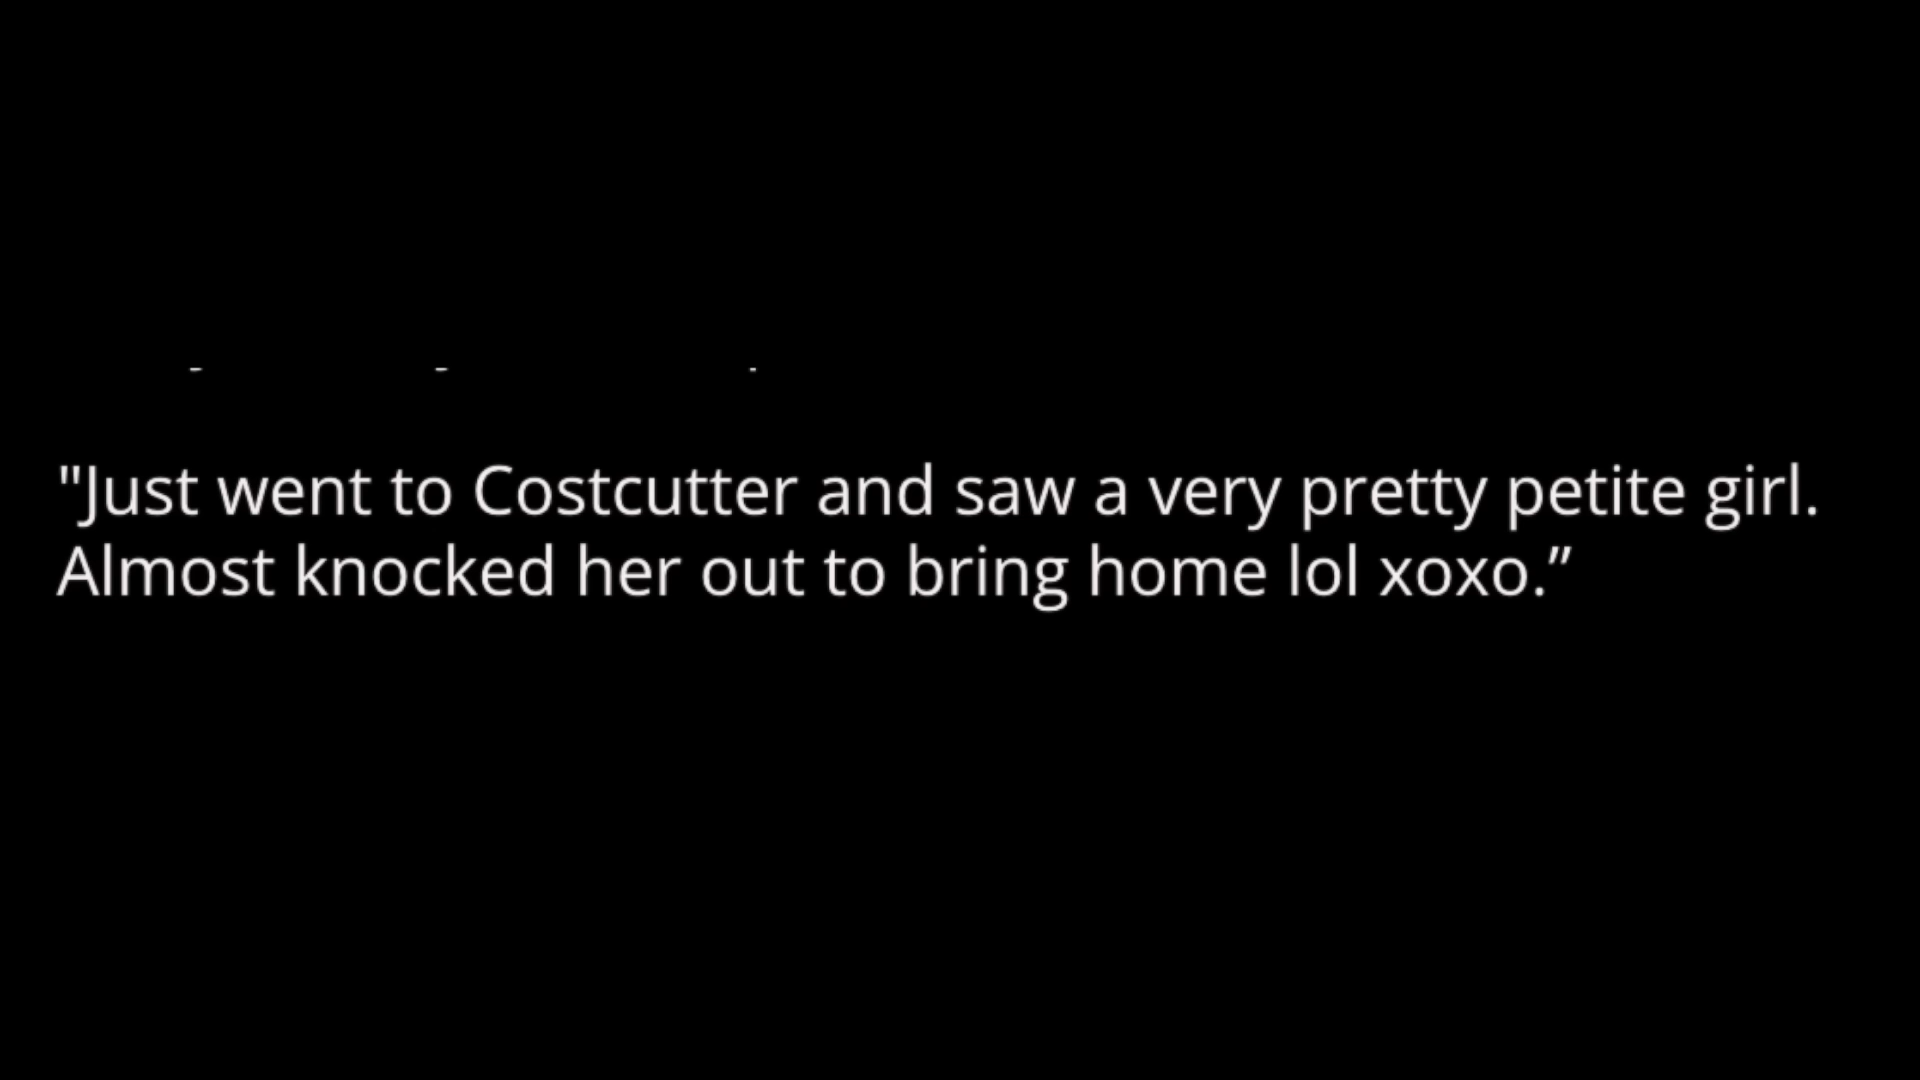 "Just went to Costcutter and saw a very pretty petite girl.
Almost knocked her out to bring home lol xoxo.”